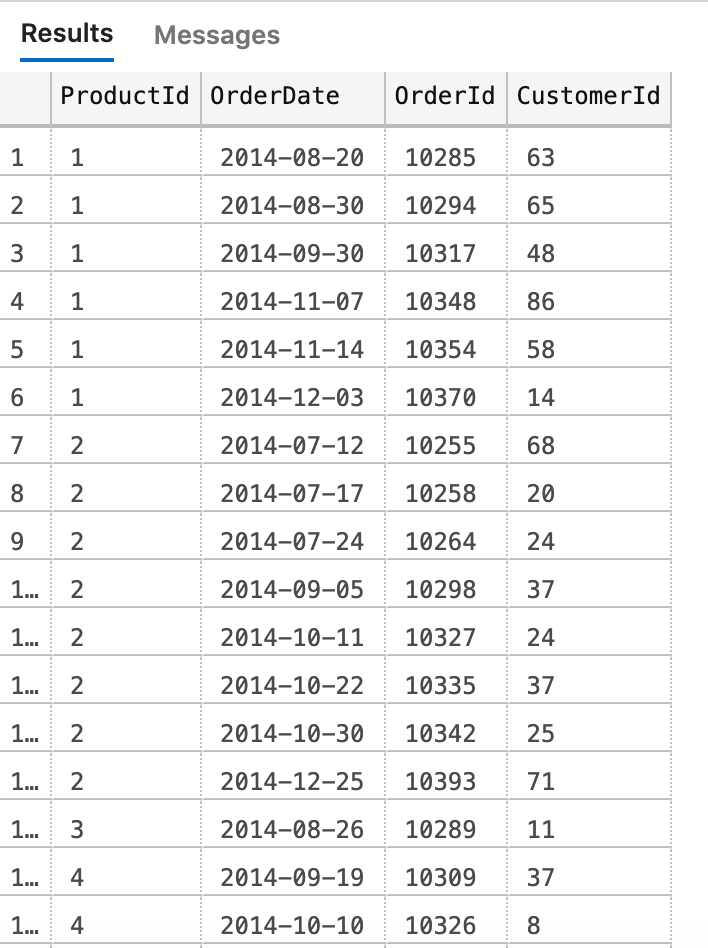 Results Messages
ProductId OrderDate OrderId CustomerId
1 1 2014-08-20 10285 63
2 1 2014-08-30 10294 65
3 1 2014-09-30 10317 48
4 1 2014-11-07 10348 86
5 1 2014-11-14 10354 58
6 1 2014-12-03 10370 14
7 2 2014-07-12 10255 68
8 2 2014-07-17 10258 20
9 2 2014-07-24 10264 24
1… 2 2014-09-05 10298 37
1… 2 2014-10-11 10327 24
1… 2 2014-10-22 10335 37
1… 2 2014-10-30 10342 25
1… 2 2014-12-25 10393 71
1… 3 2014-08-26 10289 11
1… 4 2014-09-19 10309 37
1… 4 2014-10-10 10326 8